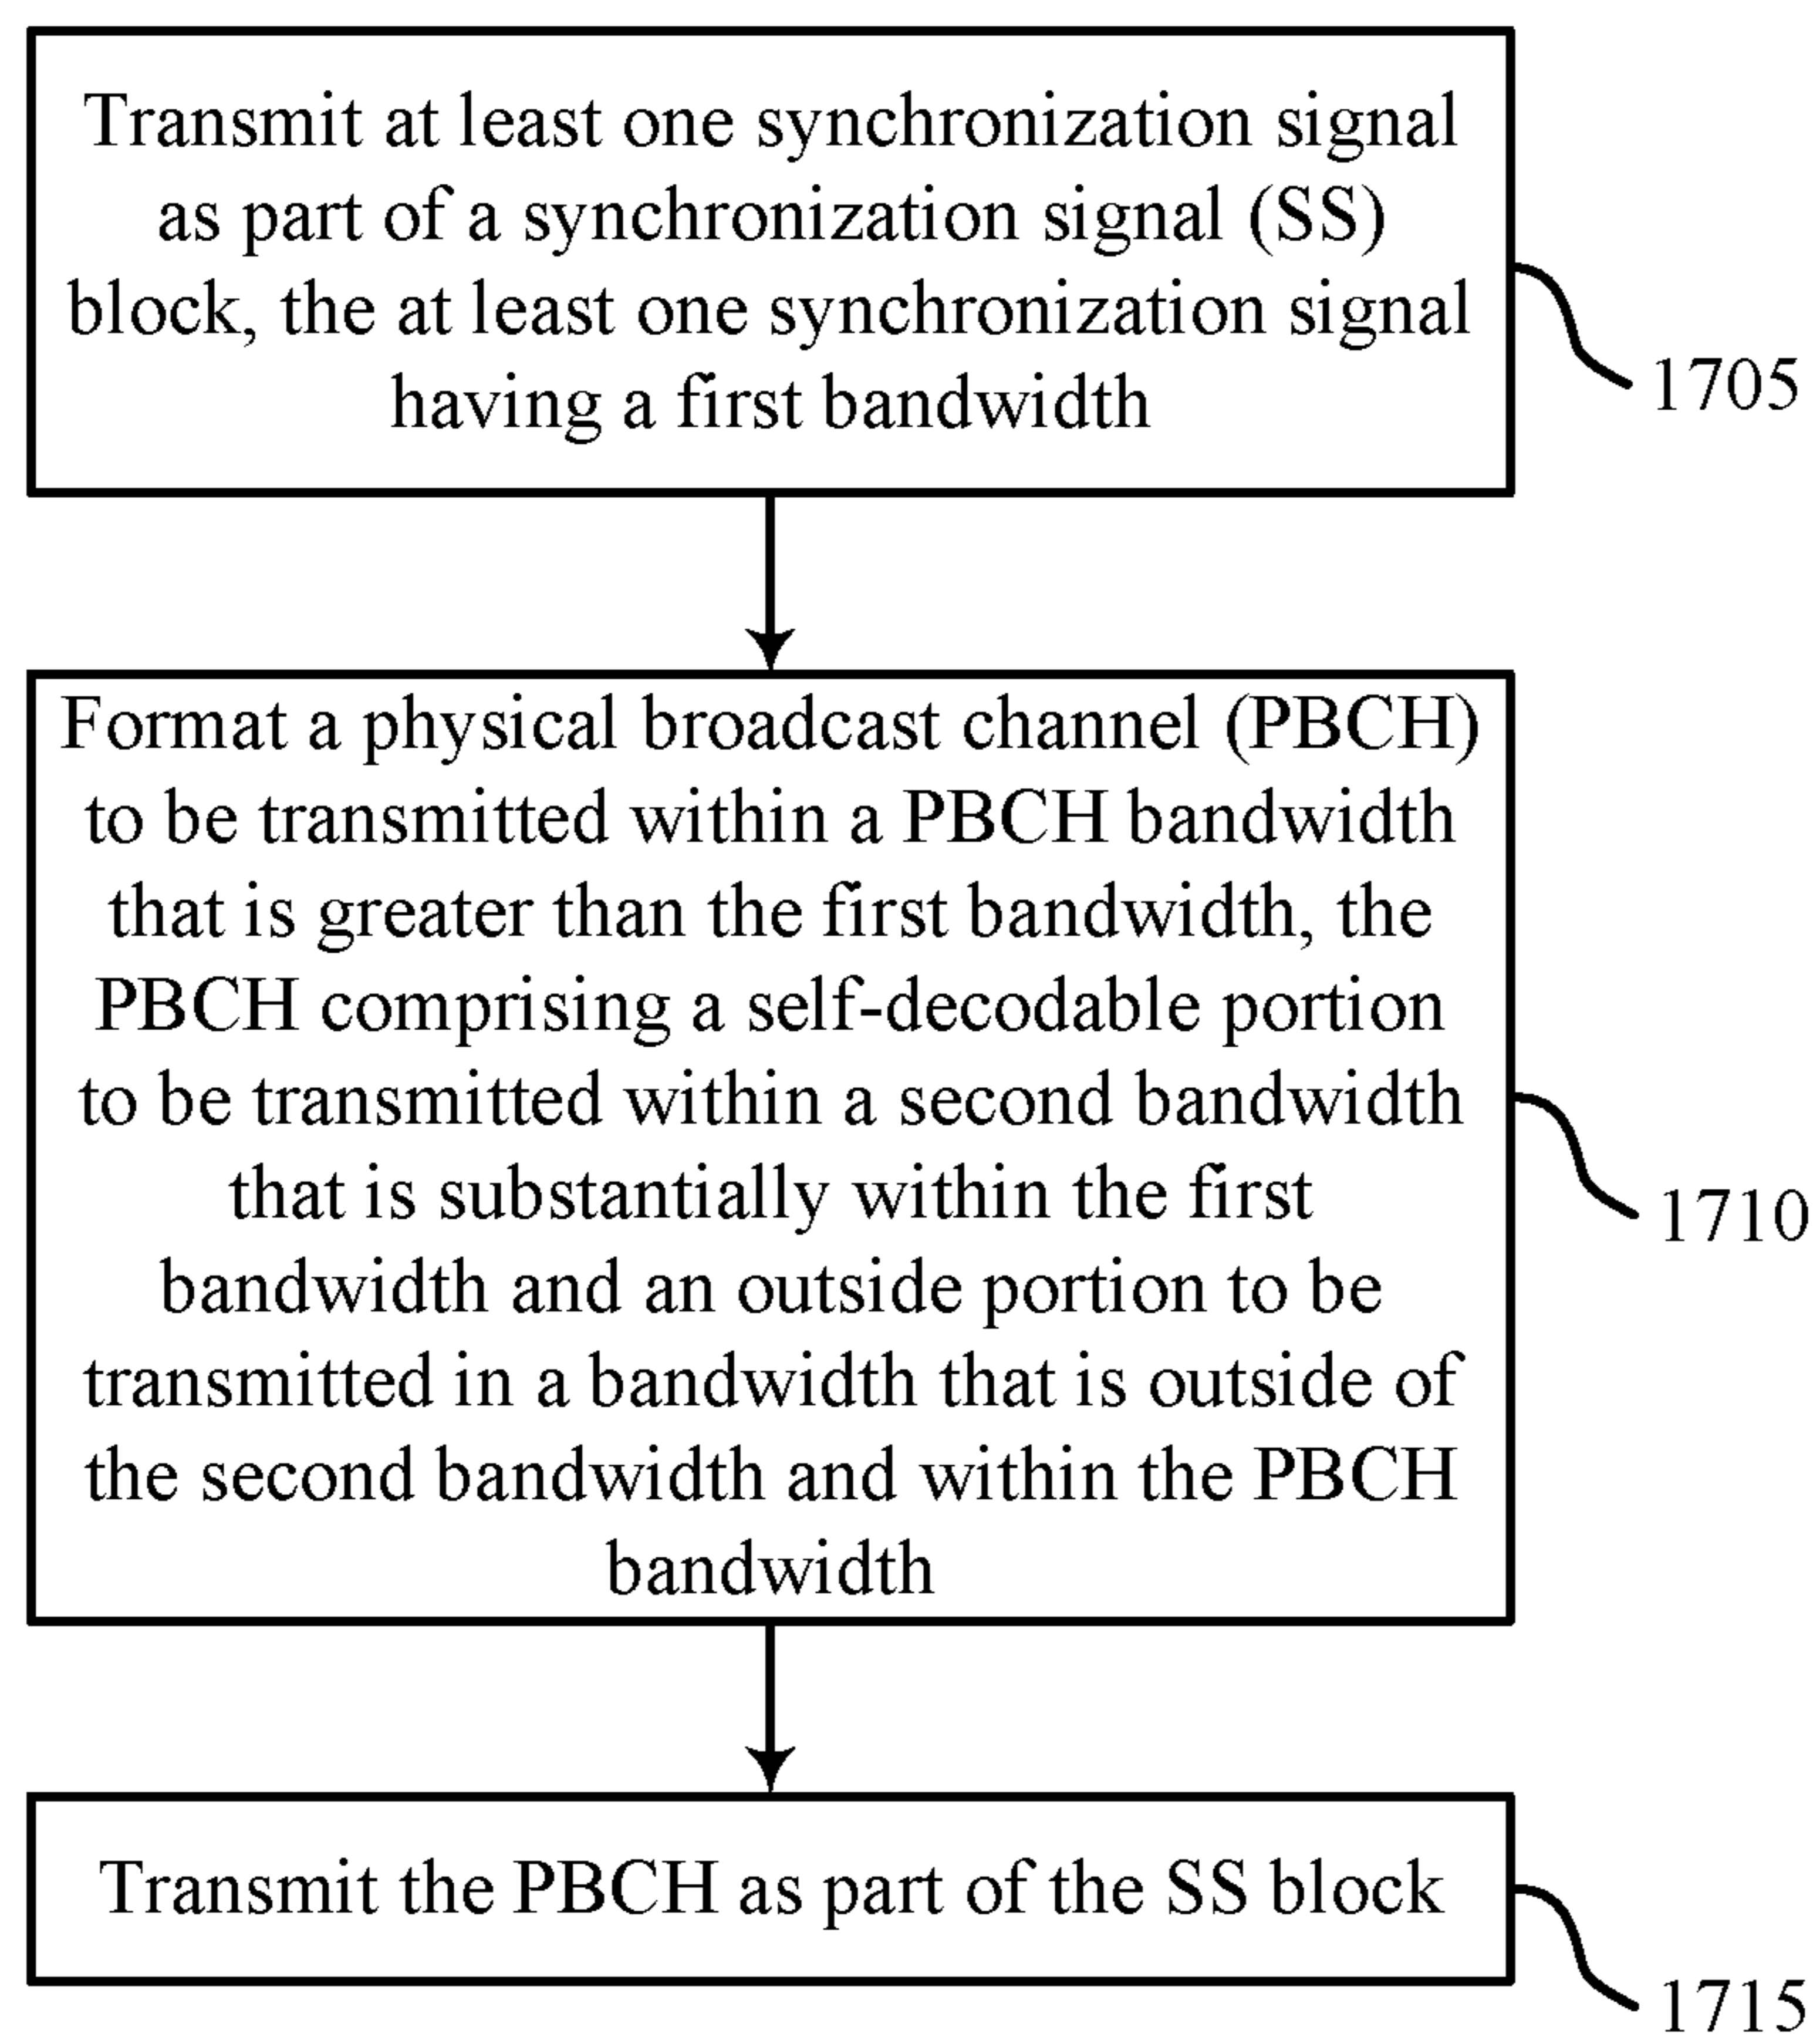 Transmit at least one synchronization signal
as part of a synchronization signal (SS)
block, the at least one synchronization signal
having a first bandwidth
1705
Format a physical broadcast channel (PBCH)
to be transmitted within a PBCH bandwidth
that is greater than the first bandwidth, the
PBCH comprising a self-decodable portion
to be transmitted within a second bandwidth
that is substantially within the first
bandwidth and an outside portion to be
transmitted in a bandwidth that is outside of
the second bandwidth and within the PBCH
bandwidth
1710
Transmit the PBCH as part of the SS block
1715